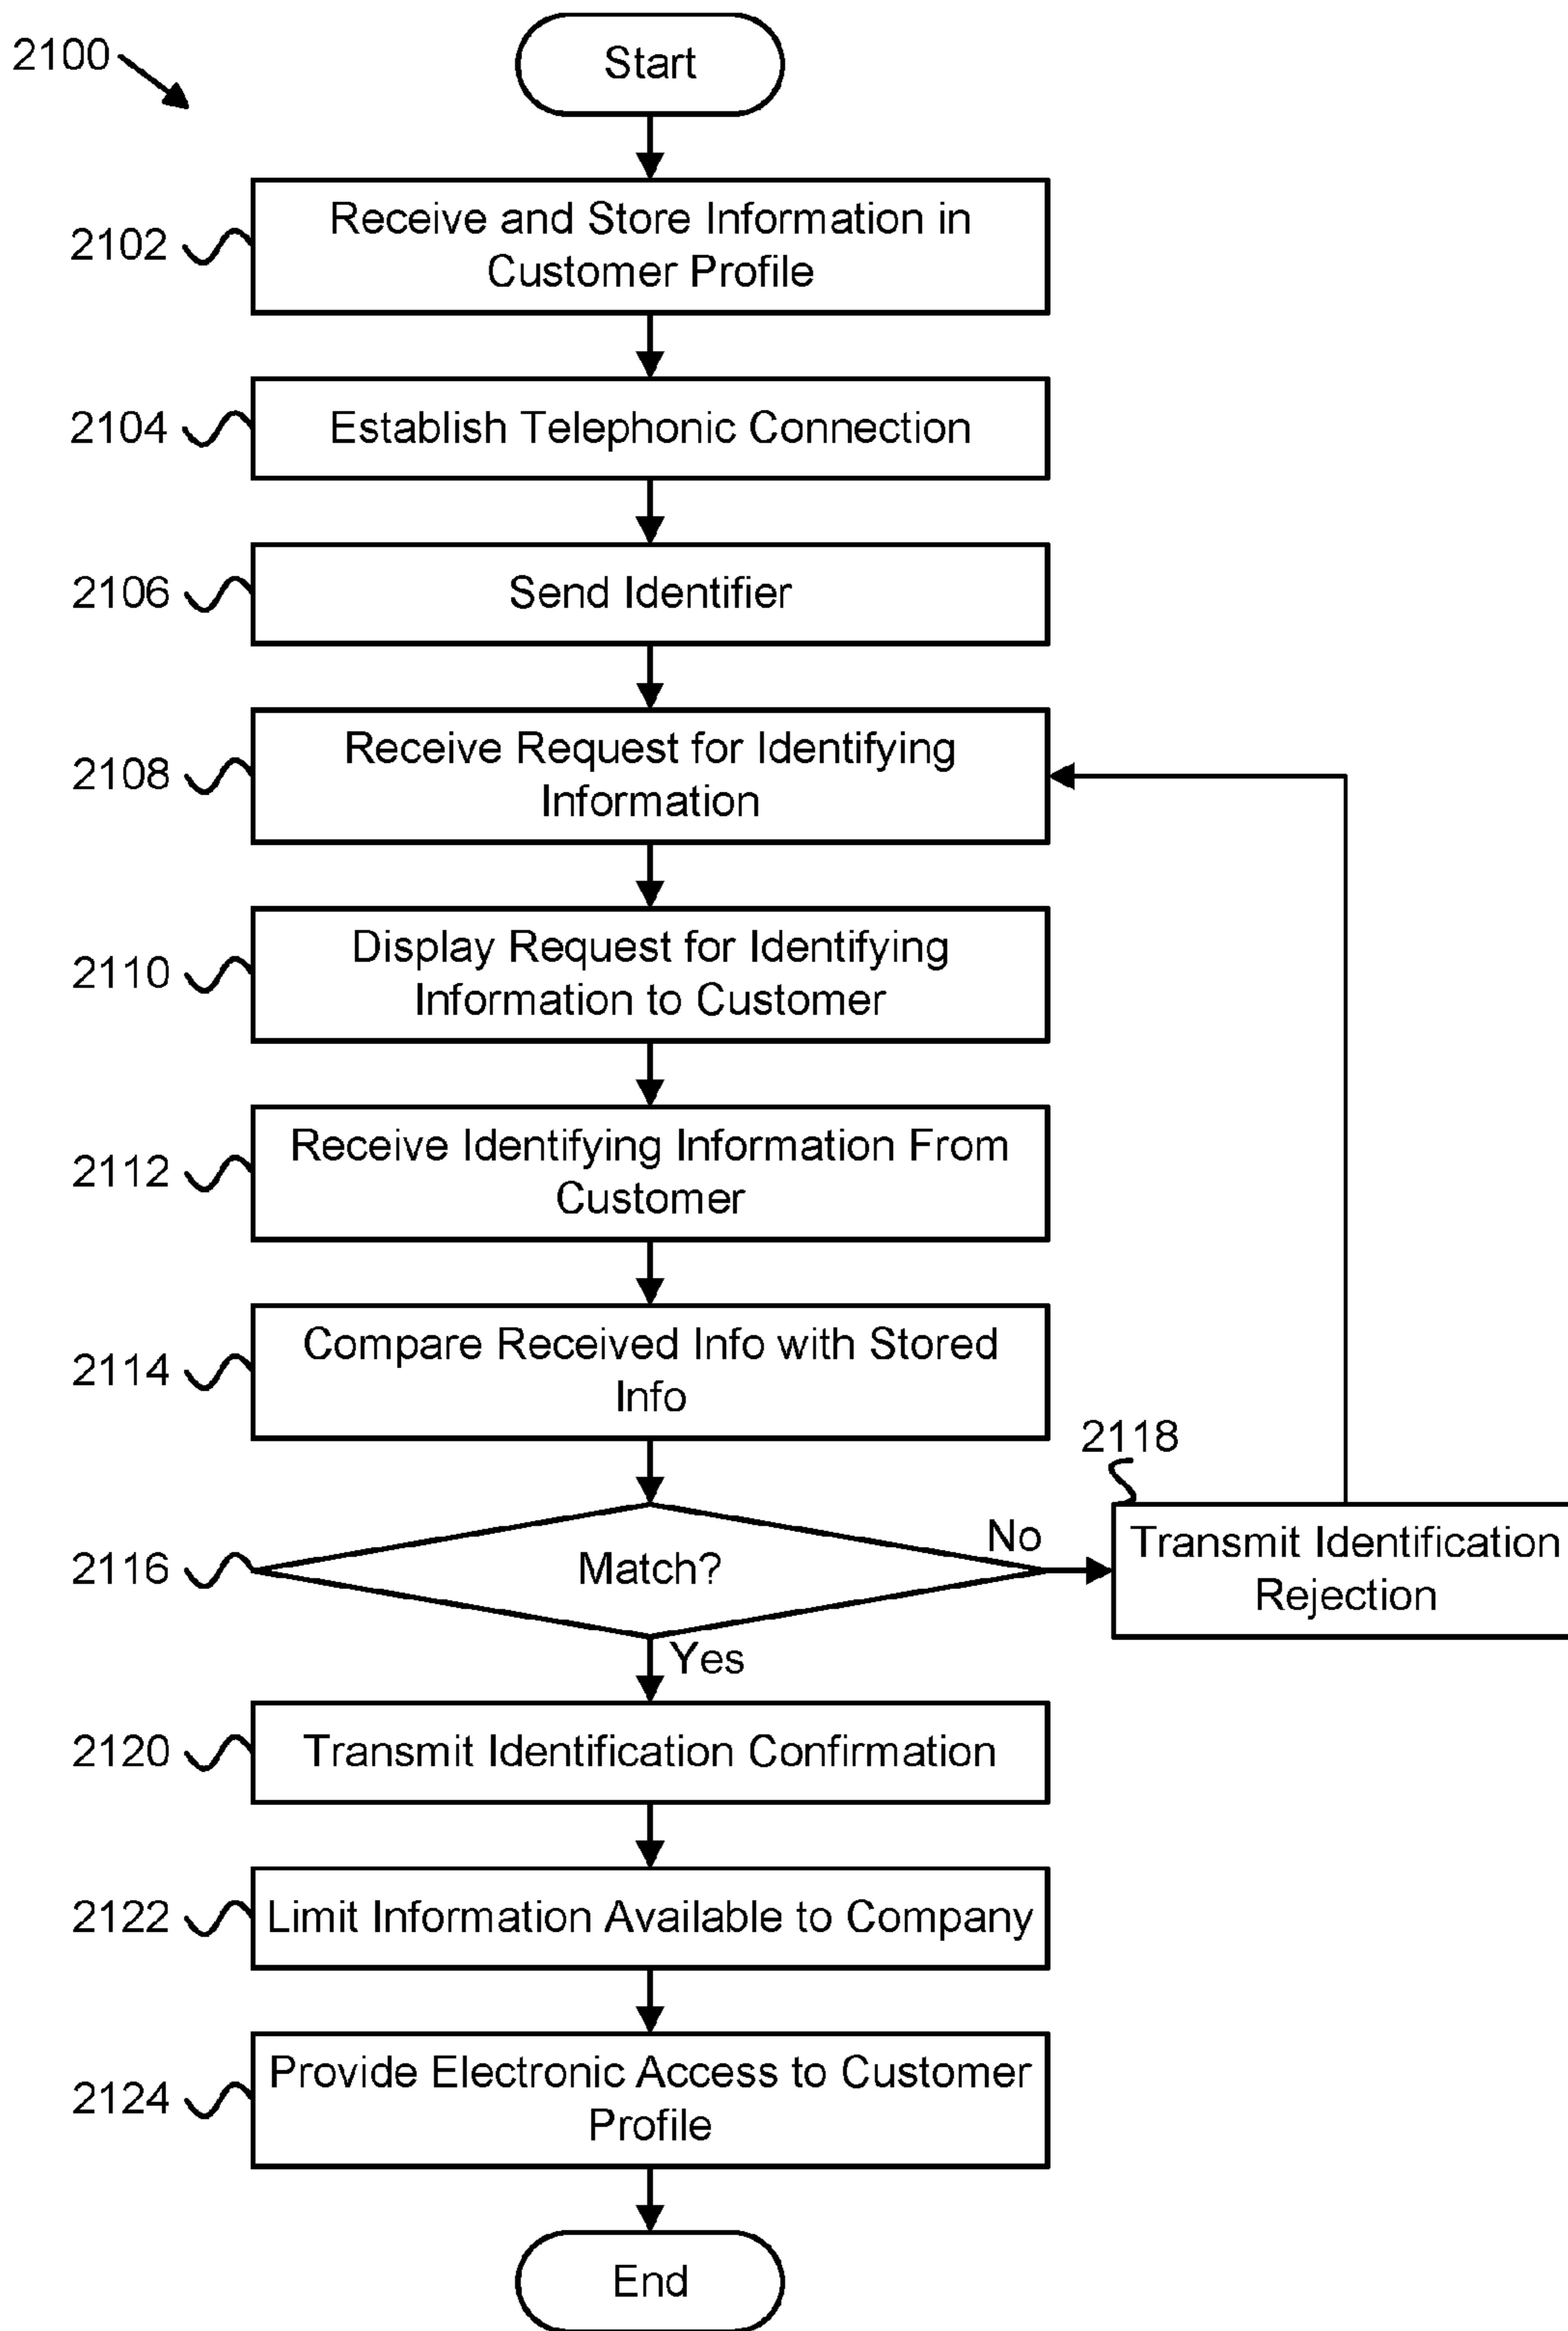 2100
Start
2102
Receive and Store Information in
Customer Profile
2104
Establish Telephonic Connection
2106
Send Identifier
2108
Receive Request for Identifying
Information
2110
Display Request for Identifying
Information to Customer
2112
Receive Identifying Information From
Customer
2114
Compare Received Info with Stored
Info
2116
Match?
No
2118
Transmit Identification
Rejection
Yes
2120
Transmit Identification Confirmation
2122
Limit Information Available to Company
2124
Provide Electronic Access to Customer
Profile
End